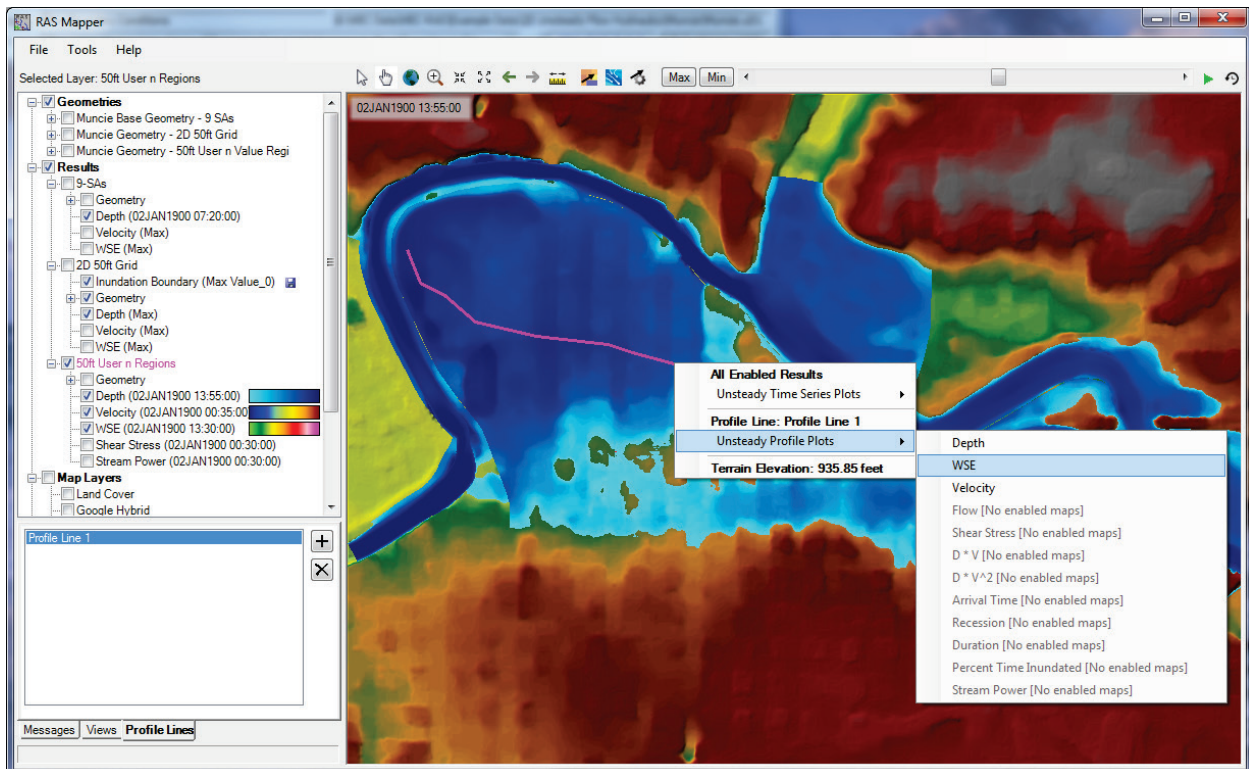 RAS Mapper
File Tools Help
Selected Layer: 50ft User n Regions
Max Min
Geometries
Muncie Base Geometry - 9 SAs
Muncie Geometry - 2D 50ft Grid
Muncie Geometry - 50ft User n Value Regi
Results
9-SAs
Geometry
Depth (02JAN1900 07:20:00)
Velocity (Max)
WSE (Max)
2D 50ft Grid
Inundation Boundary (Max Value_0)
Geometry
Depth (Max)
Velocity (Max)
WSE (Max)
50ft User n Regions
Geometry
Depth (02JAN1900 13:55:00)
Velocity (02JAN1900 00:35:00)
WSE (02JAN1900 13:30:00)
Shear Stress (02JAN1900 00:30:00)
Stream Power (02JAN1900 00:30:00)
Map Layers
Land Cover
Google Hybrid
Profile Line 1
Messages Views Profile Lines
02JAN1900 13:55:00
All Enabled Results
Unsteady Time Series Plots
Profile Line: Profile Line 1
Unsteady Profile Plots
Terrain Elevation: 935.85 feet
Depth
WSE
Velocity
Flow [No enabled maps]
Shear Stress [No enabled maps]
D * V [No enabled maps]
D * V^2 [No enabled maps]
Arrival Time [No enabled maps]
Recession [No enabled maps]
Duration [No enabled maps]
Percent Time Inundated [No enabled maps]
Stream Power [No enabled maps]